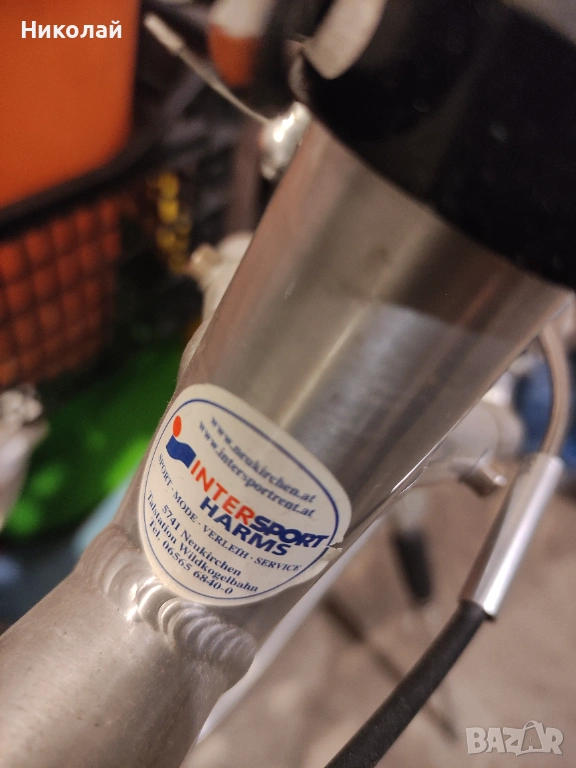 Николай
www.neukirchen.at
www.intersportrent.at
INTERSPORT
HARMS
SPORT - MODE - VERLEIH - SERVICE
5741 Neukirchen
Talstation Wildkogelbahn
Tel. 06565 6840-0
BAZAR